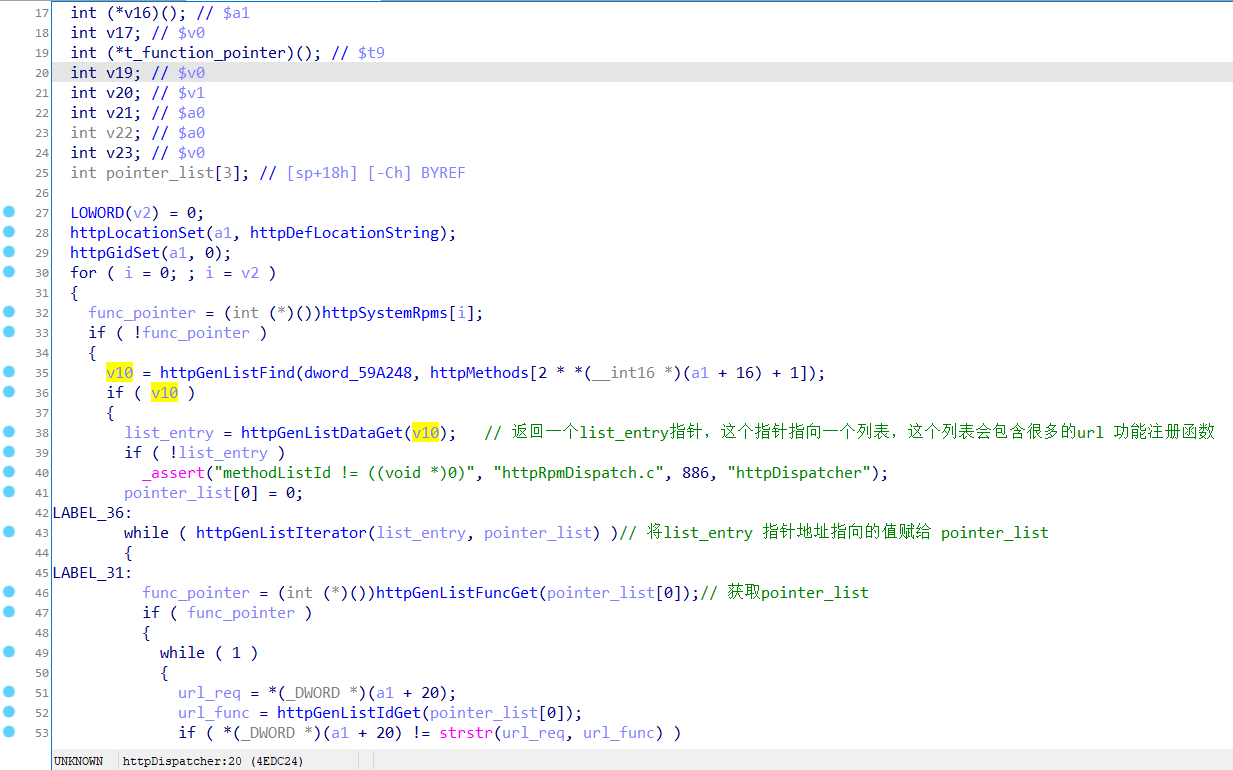 17 int (*v16)(); // $a1
18 int v17; // $v0
19 int (*t_function_pointer)(); // $t9
20 int v19; // $v0
21 int v20; // $v1
22 int v21; // $a0
23 int v22; // $a0
24 int v23; // $v0
25 int pointer_list[3]; // [sp+18h] [-Ch] BYREF
26
27 LOWORD(v2) = 0;
28 httpLocationSet(a1, httpDefLocationString);
29 httpGidSet(a1, 0);
30 for ( i = 0; ; i = v2 )
31 {
32 func_pointer = (int (*)())httpSystemRpms[i];
33 if ( !func_pointer )
34 {
35 v10 = httpGenListFind(dword_59A248, httpMethods[2 * *(__int16 *)(a1 + 16) + 1]);
36 if ( v10 )
37 {
38 list_entry = httpGenListDataGet(v10); // 返回一个list_entry指针，这个指针指向一个列表，这个列表会包含很多的url 功能注册函数
39 if ( !list_entry )
40 _assert("methodListId != ((void *)0)", "httpRpmDispatch.c", 886, "httpDispatcher");
41 pointer_list[0] = 0;
42 LABEL_36:
43 while ( httpGenListIterator(list_entry, pointer_list) )// 将list_entry 指针地址指向的值赋给 pointer_list
44 {
45 LABEL_31:
46 func_pointer = (int (*)())httpGenListFuncGet(pointer_list[0]);// 获取pointer_list
47 if ( func_pointer )
48 {
49 while ( 1 )
50 {
51 url_req = *(_DWORD *)(a1 + 20);
52 url_func = httpGenListIdGet(pointer_list[0]);
53 if ( *(_DWORD *)(a1 + 20) != strstr(url_req, url_func) )
UNKNOWN httpDispatcher:20 (4EDC24)